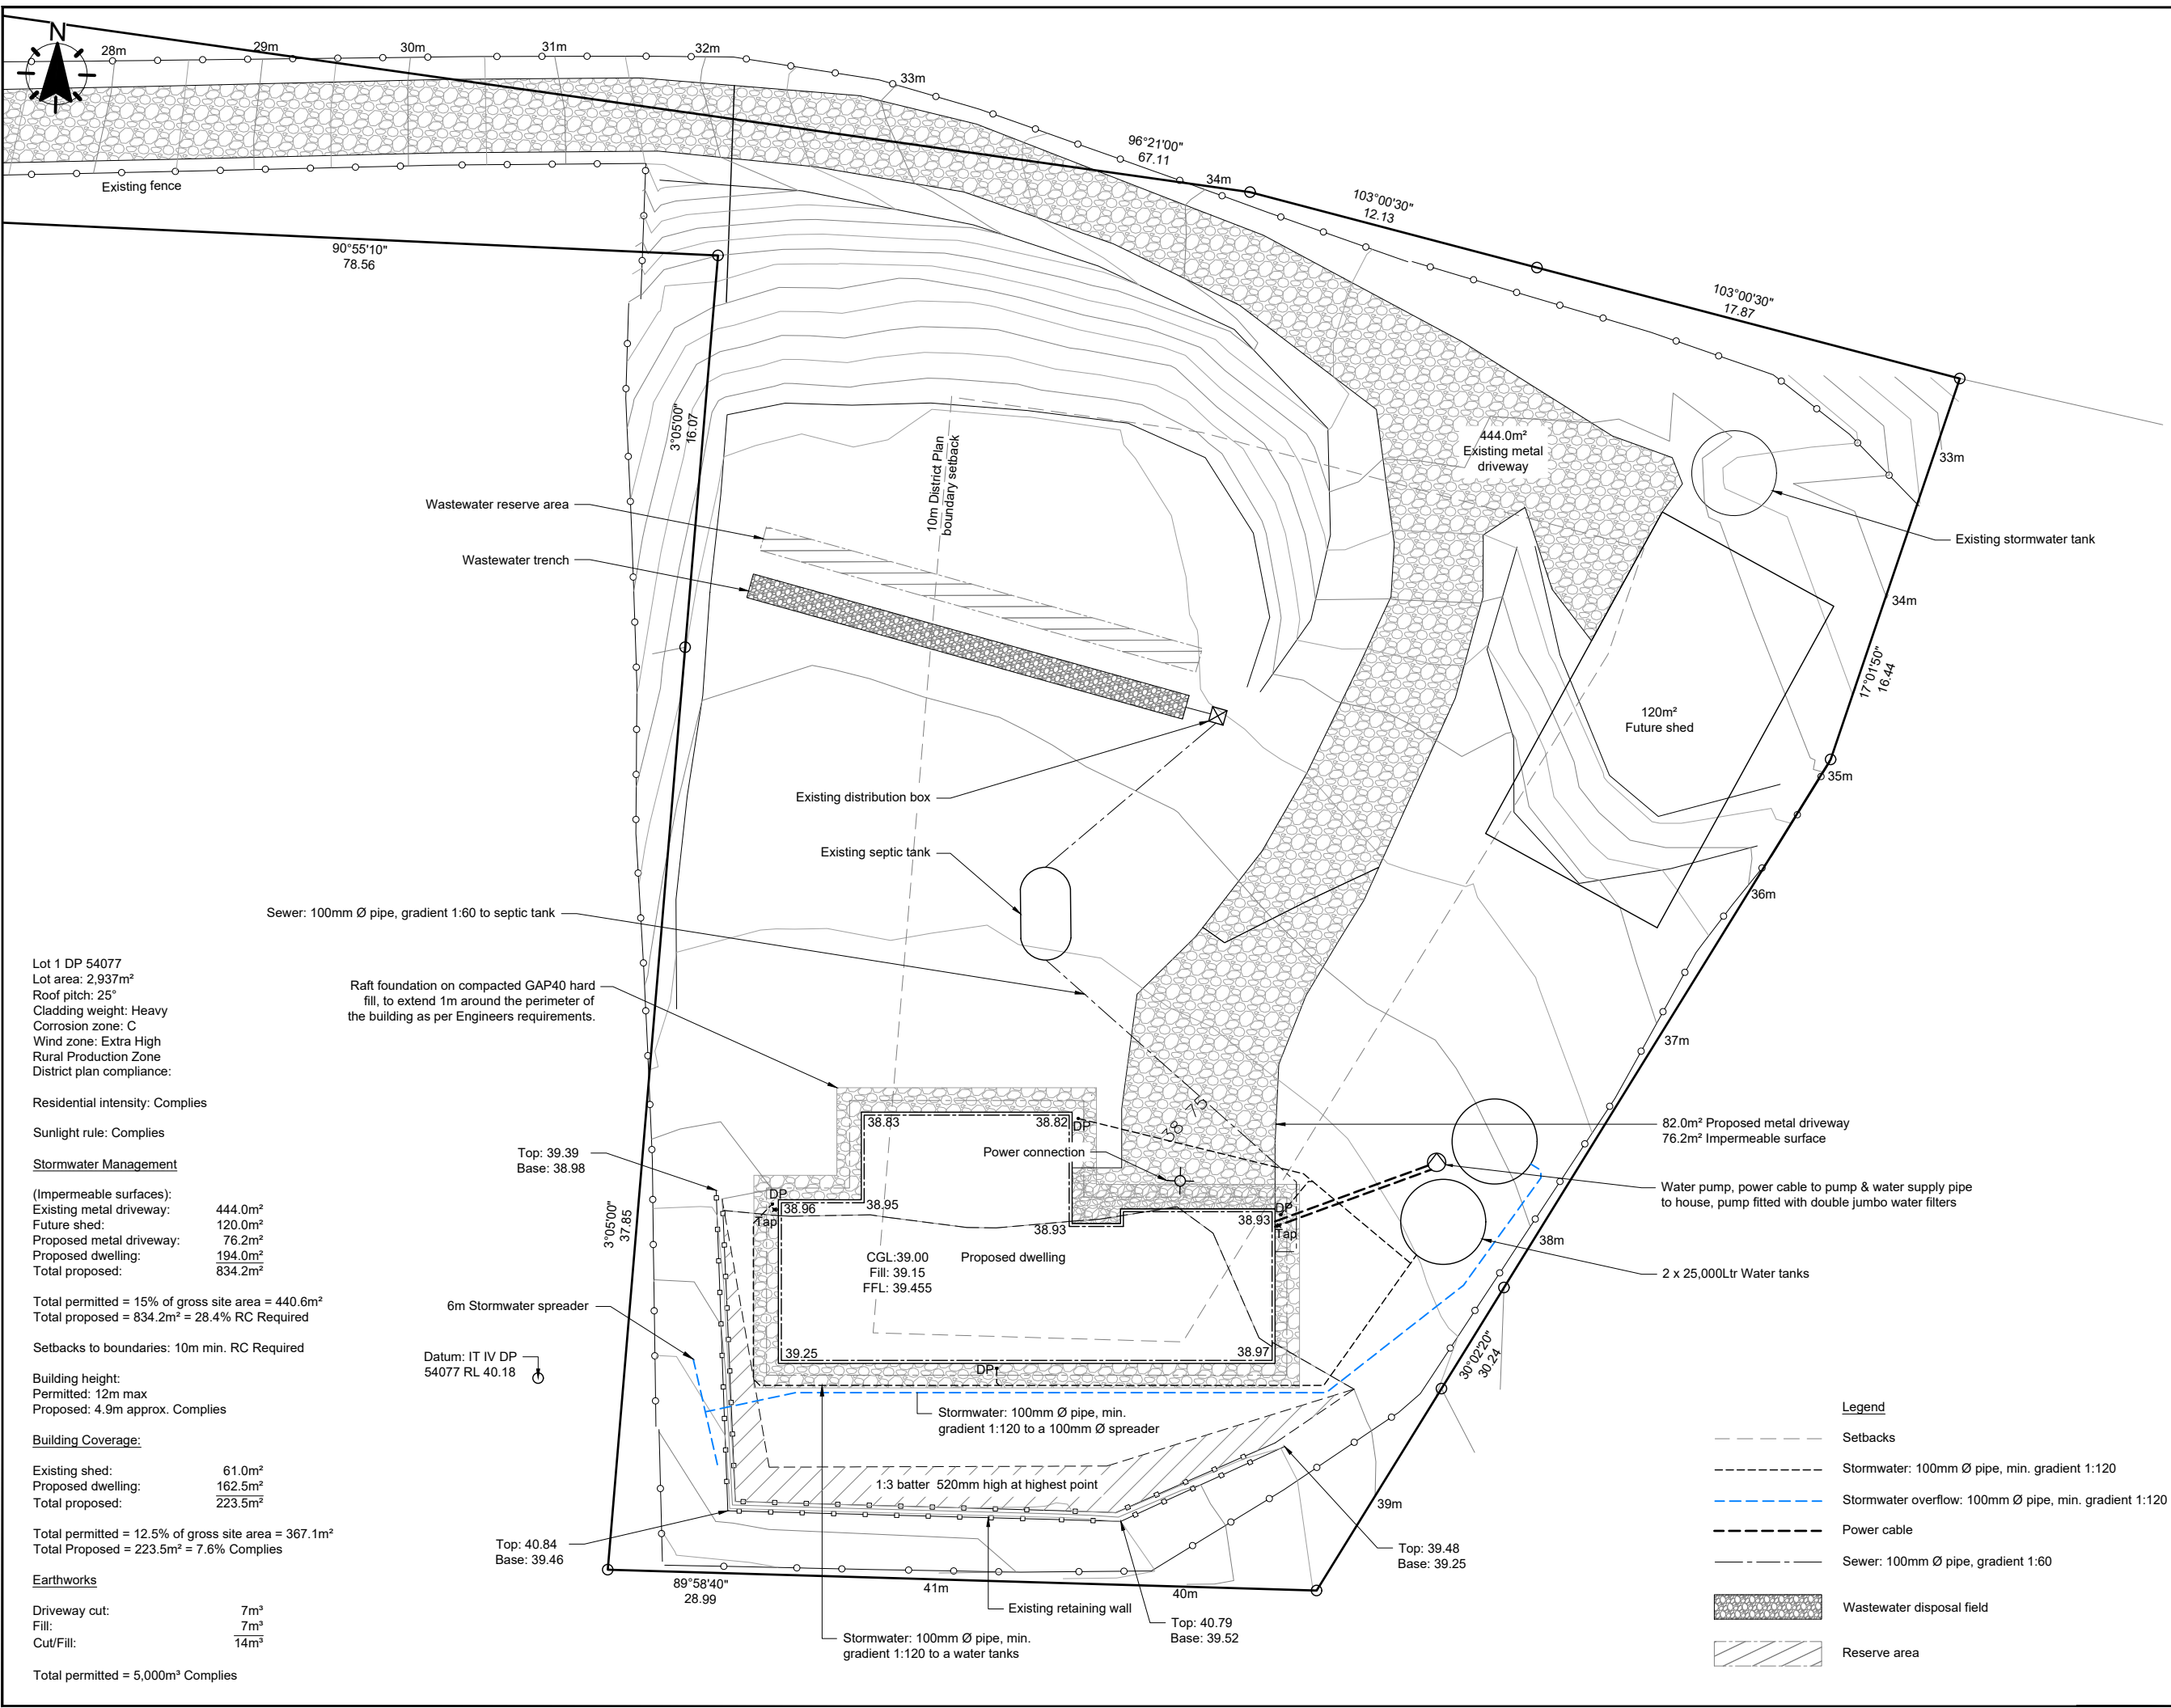 N
28m
29m
30m
31m
32m
33m
96°21'00"
67.11
34m
103°00'30"
12.13
103°00'30"
17.87
Existing fence
90°55'10"
78.56
3°05'00"
16.07
10m District Plan
boundary setback
444.0m²
Existing metal
driveway
33m
Wastewater reserve area
Wastewater trench
Existing stormwater tank
34m
17°01'50"
16.44
120m²
Future shed
35m
Existing distribution box
Existing septic tank
36m
Sewer: 100mm Ø pipe, gradient 1:60 to septic tank
Raft foundation on compacted GAP40 hard
fill, to extend 1m around the perimeter of
the building as per Engineers requirements.
37m
Lot 1 DP 54077
Lot area: 2,937m²
Roof pitch: 25°
Cladding weight: Heavy
Corrosion zone: C
Wind zone: Extra High
Rural Production Zone
District plan compliance:
Residential intensity: Complies
Sunlight rule: Complies
Stormwater Management
(Impermeable surfaces):
Existing metal driveway: 444.0m²
Future shed: 120.0m²
Proposed metal driveway: 76.2m²
Proposed dwelling: 194.0m²
Total proposed: 834.2m²
Total permitted = 15% of gross site area = 440.6m²
Total proposed = 834.2m² = 28.4% RC Required
Setbacks to boundaries: 10m min. RC Required
Building height:
Permitted: 12m max
Proposed: 4.9m approx. Complies
Building Coverage:
Existing shed: 61.0m²
Proposed dwelling: 162.5m²
Total proposed: 223.5m²
Total permitted = 12.5% of gross site area = 367.1m²
Total Proposed = 223.5m² = 7.6% Complies
Earthworks
Driveway cut: 7m³
Fill: 7m³
Cut/Fill: 14m³
Total permitted = 5,000m³ Complies
38.83
38.82
DP
38.75
Power connection
82.0m² Proposed metal driveway
76.2m² Impermeable surface
Top: 39.39
Base: 38.98
DP
38.96
Tap
38.95
38.93
38.93
DP
Tap
Water pump, power cable to pump & water supply pipe
to house, pump fitted with double jumbo water filters
3°05'00"
37.85
38m
CGL:39.00
Fill: 39.15
FFL: 39.455
Proposed dwelling
2 x 25,000Ltr Water tanks
6m Stormwater spreader
Datum: IT IV DP
54077 RL 40.18
39.25
DP
38.97
30°02'20"
30.24
Stormwater: 100mm Ø pipe, min.
gradient 1:120 to a 100mm Ø spreader
1:3 batter 520mm high at highest point
39m
Top: 40.84
Base: 39.46
Top: 39.48
Base: 39.25
89°58'40"
28.99
41m
40m
Existing retaining wall
Top: 40.79
Base: 39.52
Stormwater: 100mm Ø pipe, min.
gradient 1:120 to a water tanks
Legend
Setbacks
Stormwater: 100mm Ø pipe, min. gradient 1:120
Stormwater overflow: 100mm Ø pipe, min. gradient 1:120
Power cable
Sewer: 100mm Ø pipe, gradient 1:60
Wastewater disposal field
Reserve area